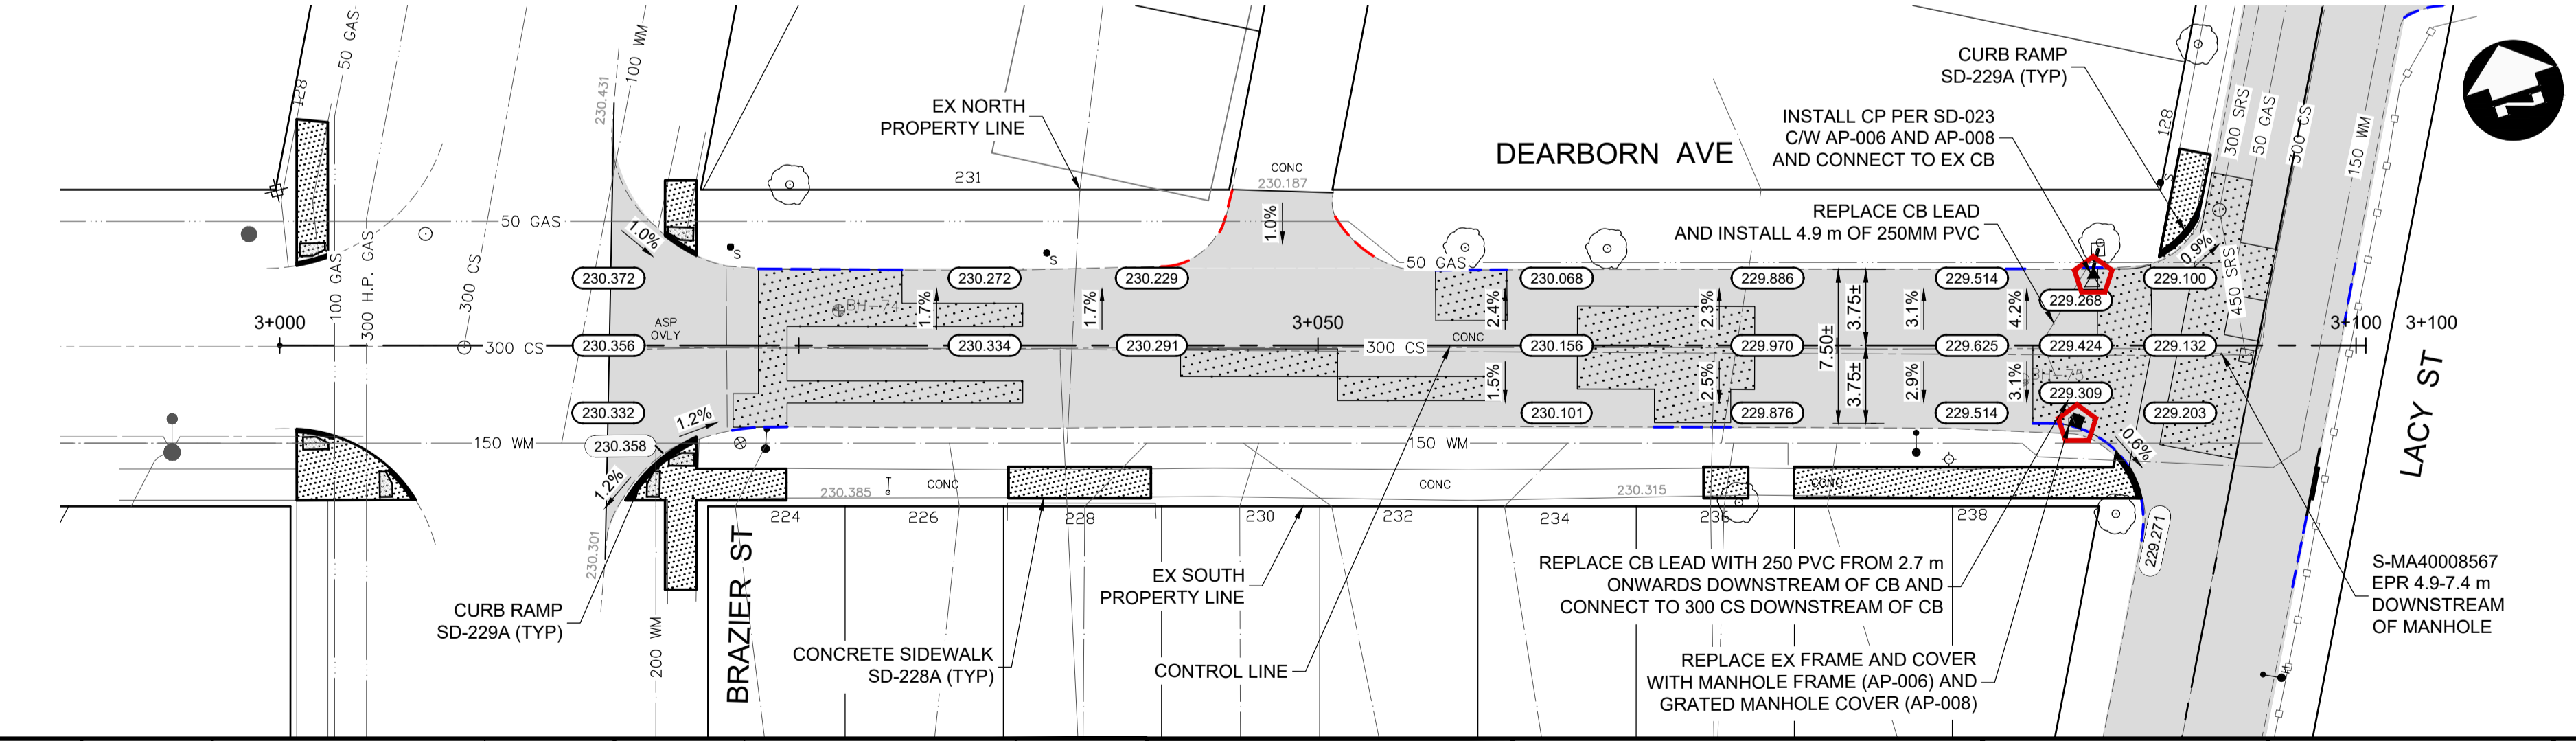 50 GAS
100 WM
128
230.431
EX NORTH
PROPERTY LINE
231
CONC
230.187
DEARBORN AVE
CURB RAMP
SD-229A (TYP)
INSTALL CP PER SD-023
C/W AP-006 AND AP-008
AND CONNECT TO EX CB
REPLACE CB LEAD
AND INSTALL 4.9 m OF 250MM PVC
128
S
300 SRS
50 GAS
300 CS
150 WM
50 GAS
1.0%
S
S
1.0%
50 GAS
0.9%
450 SRS
230.372
230.272
230.229
230.068
229.886
229.514
229.268
229.100
BH-74
1.7%
1.7%
2.4%
2.3%
3.75±
3.1%
4.2%
3+000
100 GAS
300 H.P. GAS
300 CS
ASP
OVLY
3+050
CONC
7.50±
3+100
3+100
300 CS
230.356
230.334
230.291
300 CS
230.156
229.970
229.625
229.424
229.132
1.5%
2.5%
3.75±
2.9%
3.1%
229.309
230.332
230.101
229.876
229.514
229.203
1.2%
150 WM
230.358
150 WM
0.6%
1.2%
230.385
CONC
CONC
230.315
CONC
LACY ST
224
226
228
230
232
234
236
238
230.301
229.271
CURB RAMP
SD-229A (TYP)
200 WM
BRAZIER ST
CONCRETE SIDEWALK
SD-228A (TYP)
EX SOUTH
PROPERTY LINE
CONTROL LINE
REPLACE CB LEAD WITH 250 PVC FROM 2.7 m
ONWARDS DOWNSTREAM OF CB AND
CONNECT TO 300 CS DOWNSTREAM OF CB
REPLACE EX FRAME AND COVER
WITH MANHOLE FRAME (AP-006) AND
GRATED MANHOLE COVER (AP-008)
S-MA40008567
EPR 4.9-7.4 m
DOWNSTREAM
OF MANHOLE